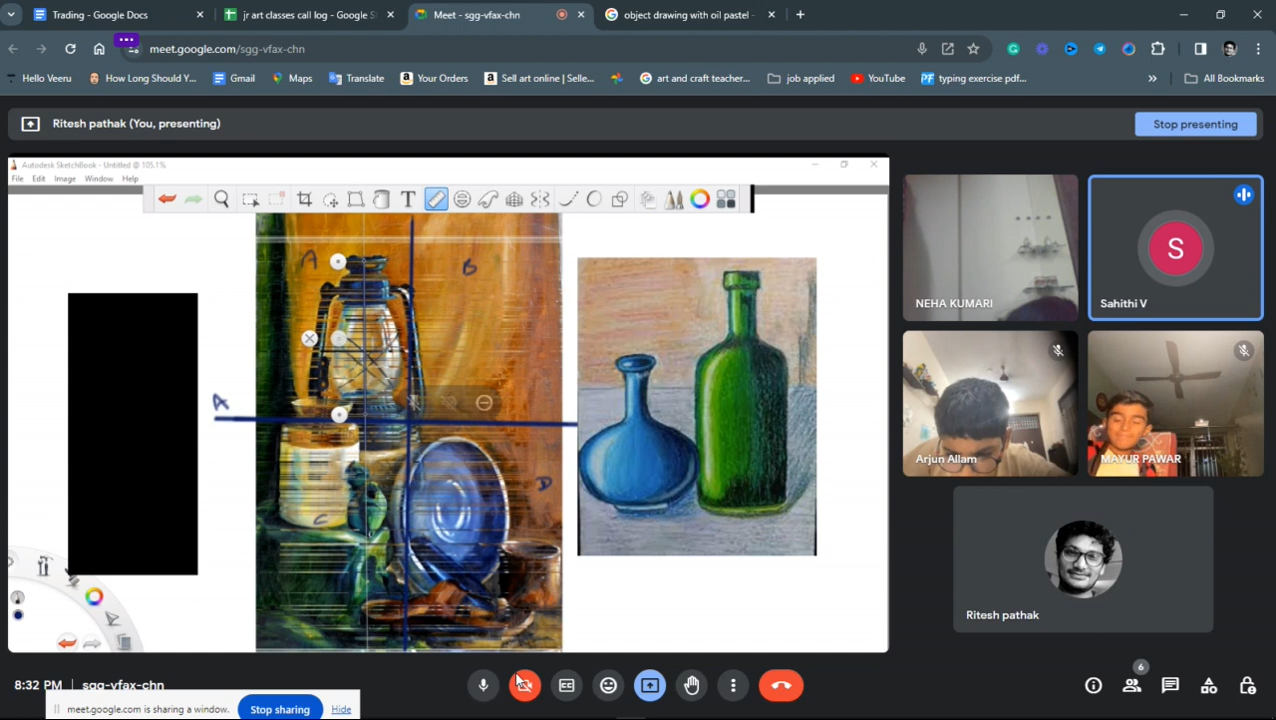 Trading - Google Docs
jr art classes call log - Google S
Meet - sgg-vfax-chn
object drawing with oil pastel -
meet.google.com/sgg-vfax-chn
Hello Veeru
How Long Should Y...
Gmail
Maps
Translate
Your Orders
Sell art online | Selle...
art and craft teacher...
job applied
YouTube
typing exercise pdf...
All Bookmarks
Ritesh pathak (You, presenting)
Stop presenting
Autodesk SketchBook - Untitled @ 105.1%
File Edit Image Window Help
T
A
B
A
C
D
NEHA KUMARI
S
Sahithi V
Arjun Allam
MAYUR PAWAR
Ritesh pathak
8:32 PM | sgg-vfax-chn
6
meet.google.com is sharing a window.
Stop sharing
Hide